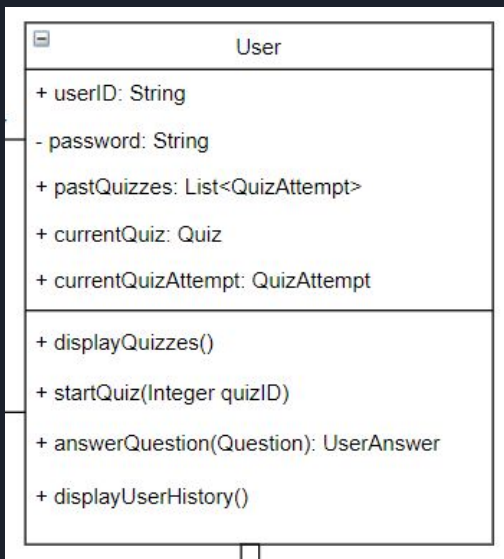 User
+ userID: String
- password: String
+ pastQuizzes: List<QuizAttempt>
+ currentQuiz: Quiz
+ currentQuizAttempt: QuizAttempt
+ displayQuizzes()
+ startQuiz(Integer quizID)
+ answerQuestion(Question): UserAnswer
+ displayUserHistory()